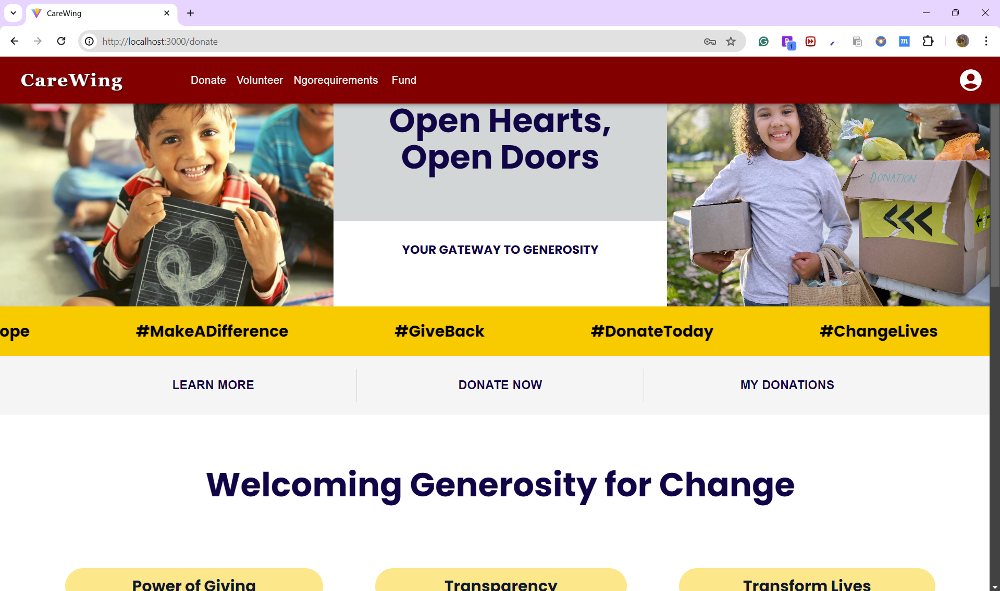 CareWing
http://localhost:3000/donate
1
m
CareWing
Donate Volunteer Ngorequirements Fund
Open Hearts,
Open Doors
DONATION
YOUR GATEWAY TO GENEROSITY
ope #MakeADifference #GiveBack #DonateToday #ChangeLives
LEARN MORE DONATE NOW MY DONATIONS
Welcoming Generosity for Change
Power of Giving Transparency Transform Lives